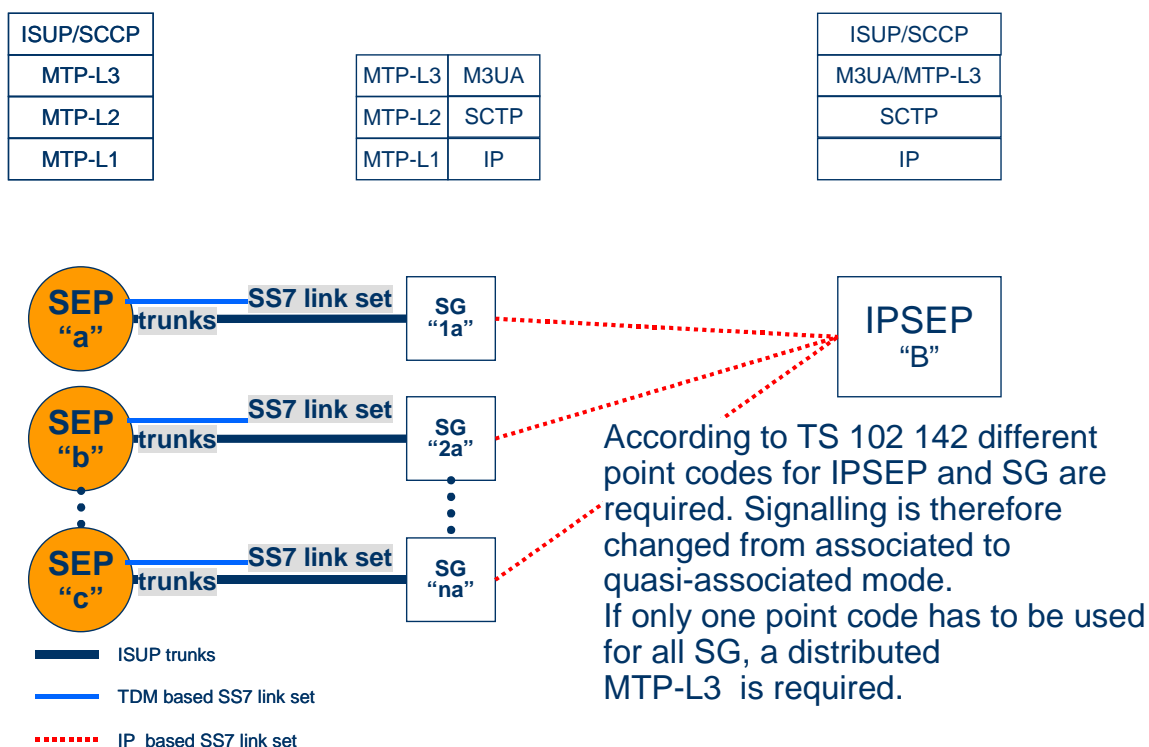 ISUP/SCCP
MTP-L3
MTP-L2
MTP-L1
MTP-L3 M3UA
MTP-L2 SCTP
MTP-L1 IP
ISUP/SCCP
M3UA/MTP-L3
SCTP
IP
SEP
“a”
SS7 link set
trunks
SG
“1a”
IPSEP
“B”
SEP
“b”
SS7 link set
trunks
SG
“2a”
SEP
“c”
SS7 link set
trunks
SG
“na”
According to TS 102 142 different
point codes for IPSEP and SG are
required. Signalling is therefore
changed from associated to
quasi-associated mode.
If only one point code has to be used
for all SG, a distributed
MTP-L3 is required.
ISUP trunks
TDM based SS7 link set
IP based SS7 link set